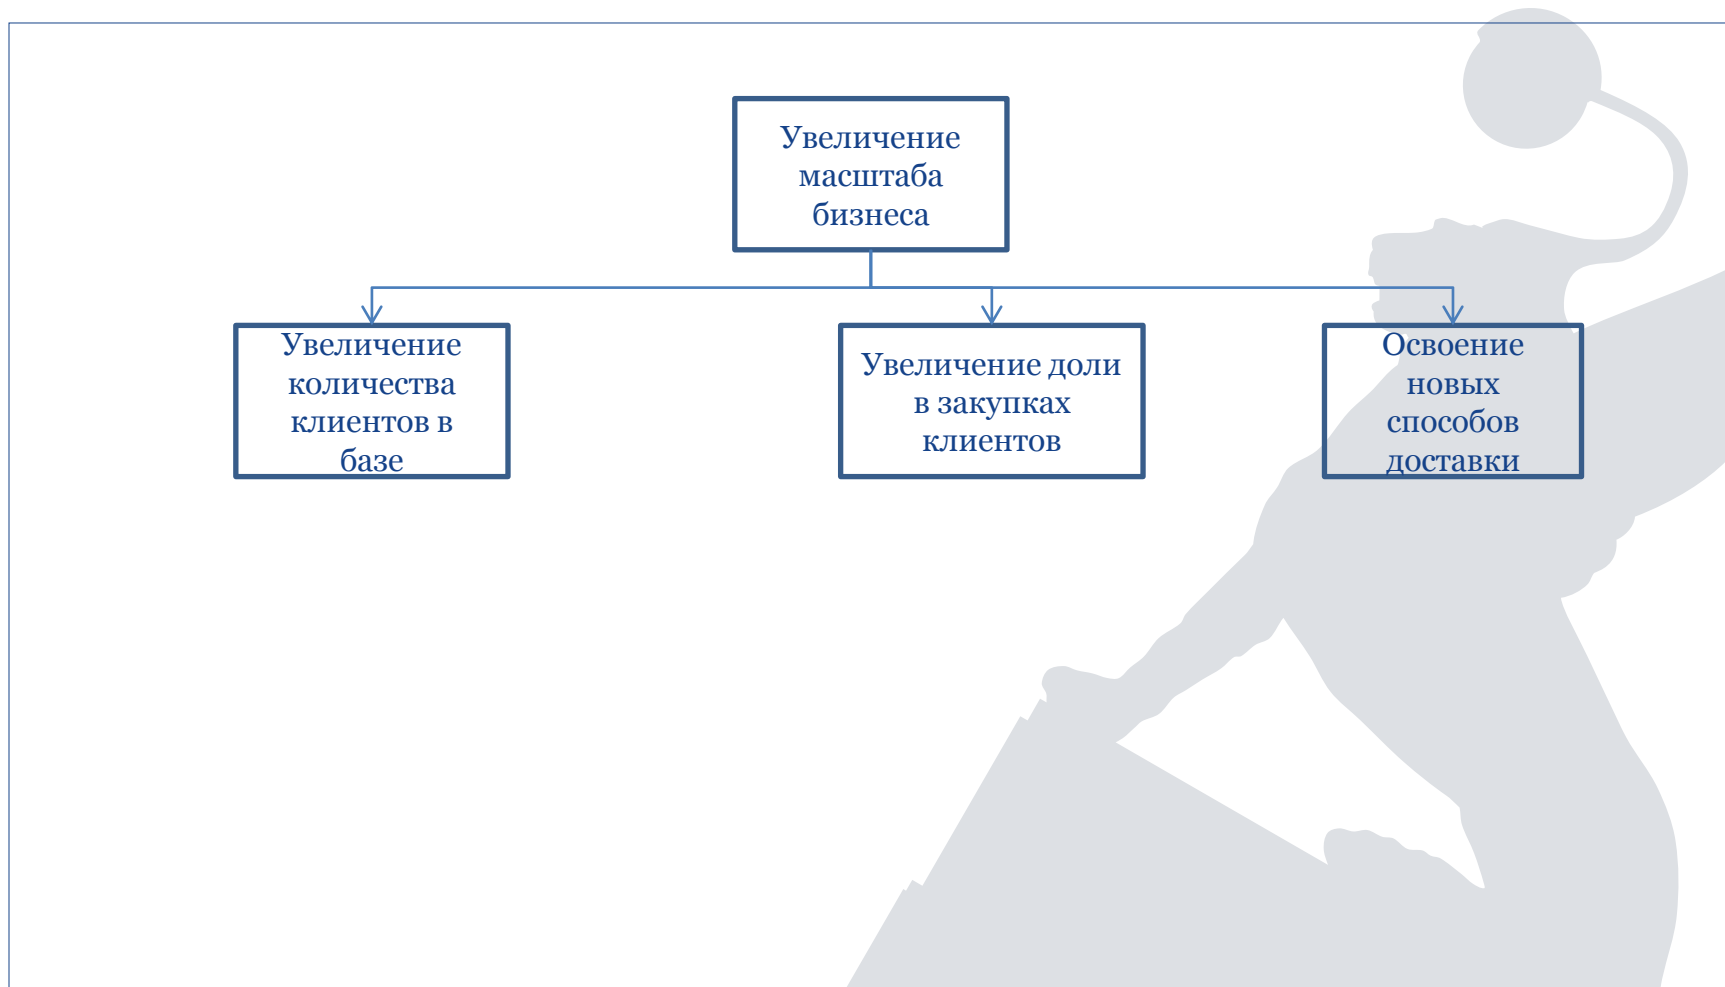 Увеличение
масштаба
бизнеса
Увеличение
количества
клиентов в
базе
Увеличение доли
в закупках
клиентов
Освоение
новых
способов
доставки